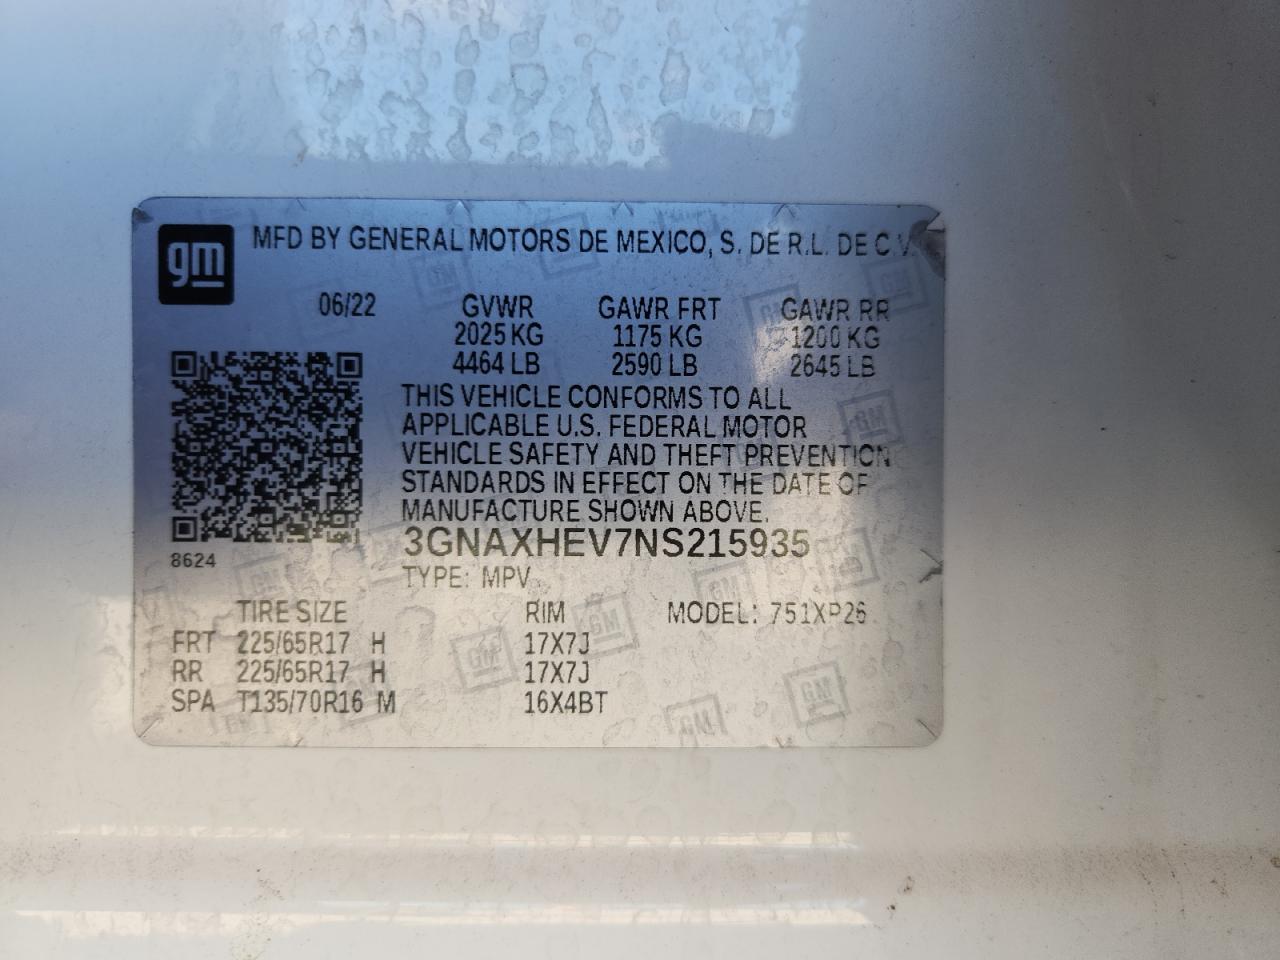 gm MFD BY GENERAL MOTORS DE MEXICO, S. DE R.L. DE C.V.
06/22 GVWR GAWR FRT GAWR RR
2025 KG 1175 KG 1200 KG
4464 LB 2590 LB 2645 LB
THIS VEHICLE CONFORMS TO ALL
APPLICABLE U.S. FEDERAL MOTOR
VEHICLE SAFETY AND THEFT PREVENTION
STANDARDS IN EFFECT ON THE DATE OF
MANUFACTURE SHOWN ABOVE.
3GNAXHEV7NS215935
8624
TYPE: MPV
TIRE SIZE RIM MODEL: 751XP26
FRT 225/65R17 H 17X7J
RR 225/65R17 H 17X7J
SPA T135/70R16 M 16X4BT